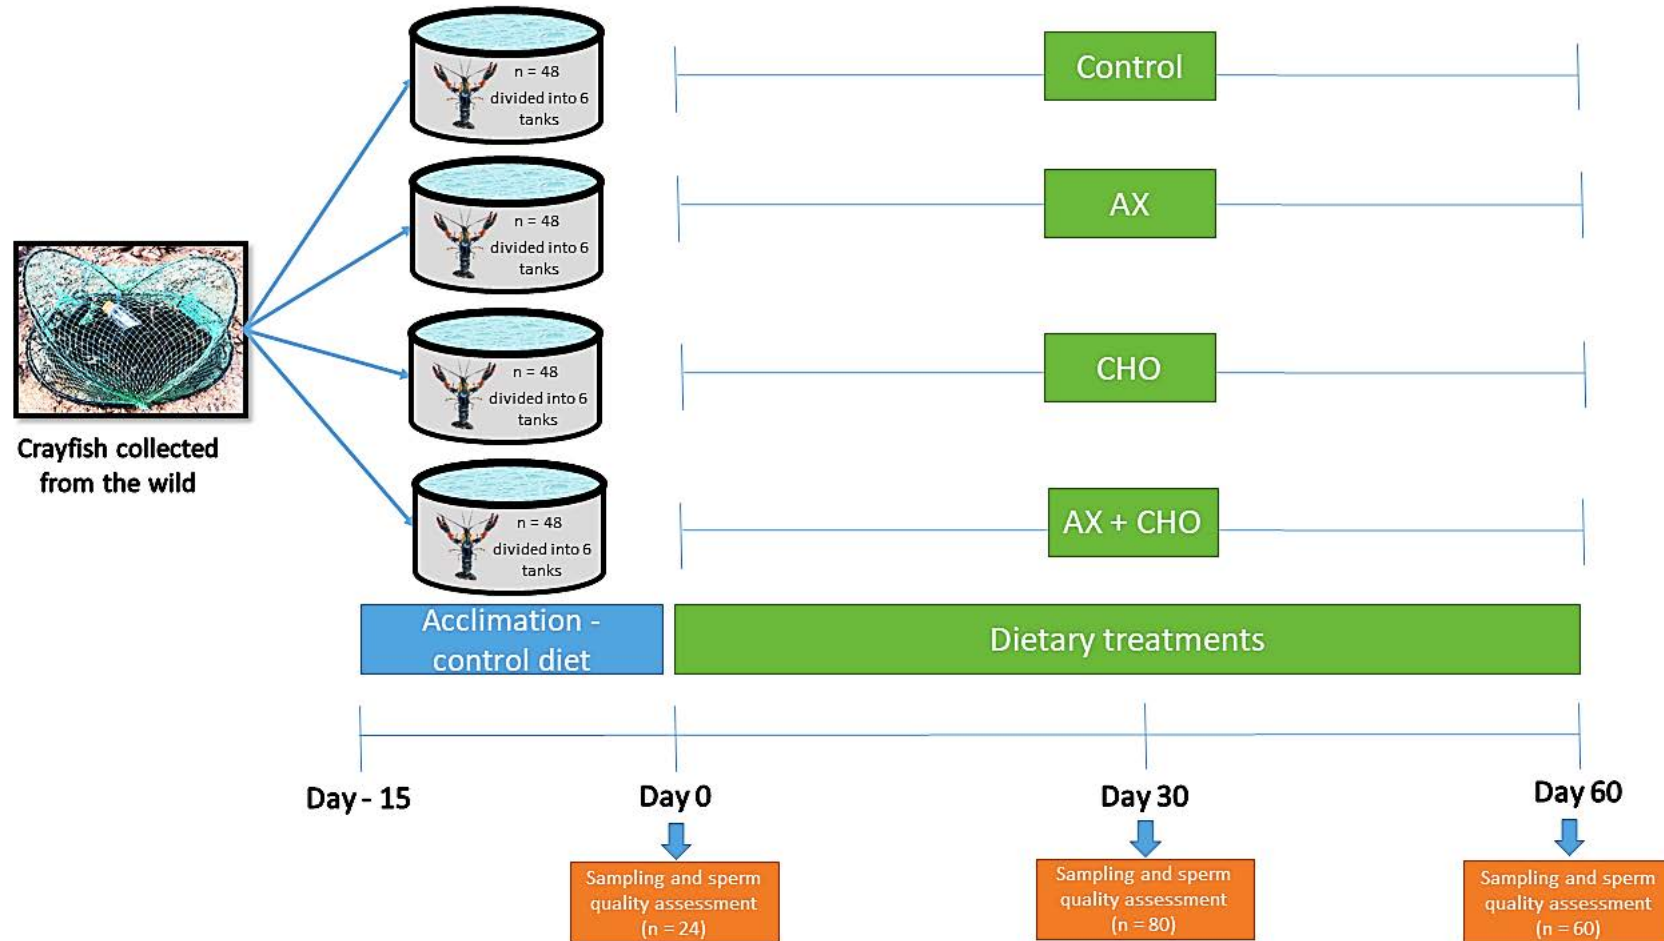 n = 48
divided into 6
tanks
Control
n = 48
divided into 6
tanks
AX
n = 48
divided into 6
tanks
CHO
n = 48
divided into 6
tanks
AX + CHO
Crayfish collected
from the wild
Acclimation -
control diet
Dietary treatments
Day - 15
Day 0
Day 30
Day 60
Sampling and sperm
quality assessment
(n = 24)
Sampling and sperm
quality assessment
(n = 80)
Sampling and sperm
quality assessment
(n = 60)